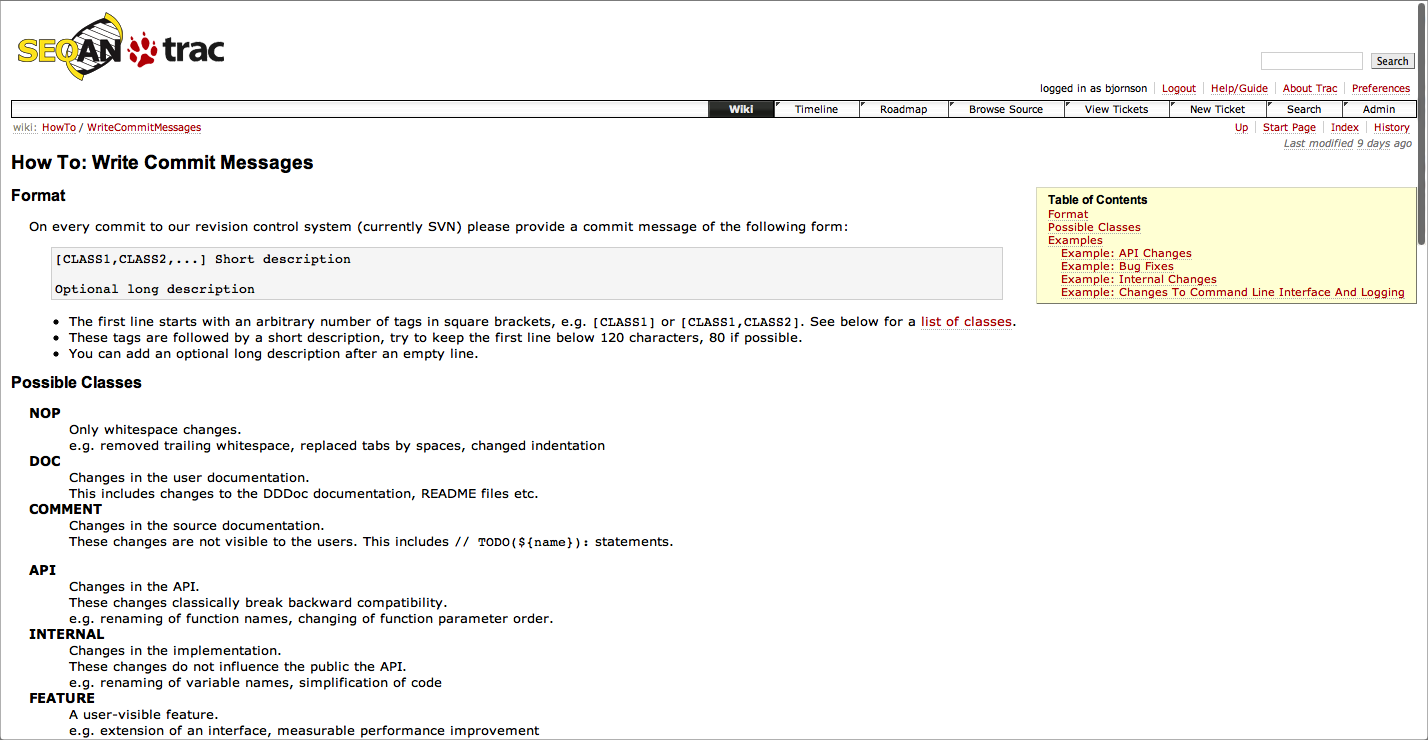 SEQAN trac
Search
logged in as bjornson Logout Help/Guide About Trac Preferences
Wiki Timeline Roadmap Browse Source View Tickets New Ticket Search Admin
wiki: HowTo / WriteCommitMessages
Up Start Page Index History
Last modified 9 days ago
How To: Write Commit Messages
Format
On every commit to our revision control system (currently SVN) please provide a commit message of the following form:
[CLASS1,CLASS2,...] Short description
Optional long description
• The first line starts with an arbitrary number of tags in square brackets, e.g. [CLASS1] or [CLASS1,CLASS2]. See below for a list of classes.
• These tags are followed by a short description, try to keep the first line below 120 characters, 80 if possible.
• You can add an optional long description after an empty line.
Table of Contents
Format
Possible Classes
Examples
Example: API Changes
Example: Bug Fixes
Example: Internal Changes
Example: Changes To Command Line Interface And Logging
Possible Classes
NOP
Only whitespace changes.
e.g. removed trailing whitespace, replaced tabs by spaces, changed indentation
DOC
Changes in the user documentation.
This includes changes to the DDDoc documentation, README files etc.
COMMENT
Changes in the source documentation.
These changes are not visible to the users. This includes // TODO(${name}): statements.
API
Changes in the API.
These changes classically break backward compatibility.
e.g. renaming of function names, changing of function parameter order.
INTERNAL
Changes in the implementation.
These changes do not influence the public the API.
e.g. renaming of variable names, simplification of code
FEATURE
A user-visible feature.
e.g. extension of an interface, measurable performance improvement